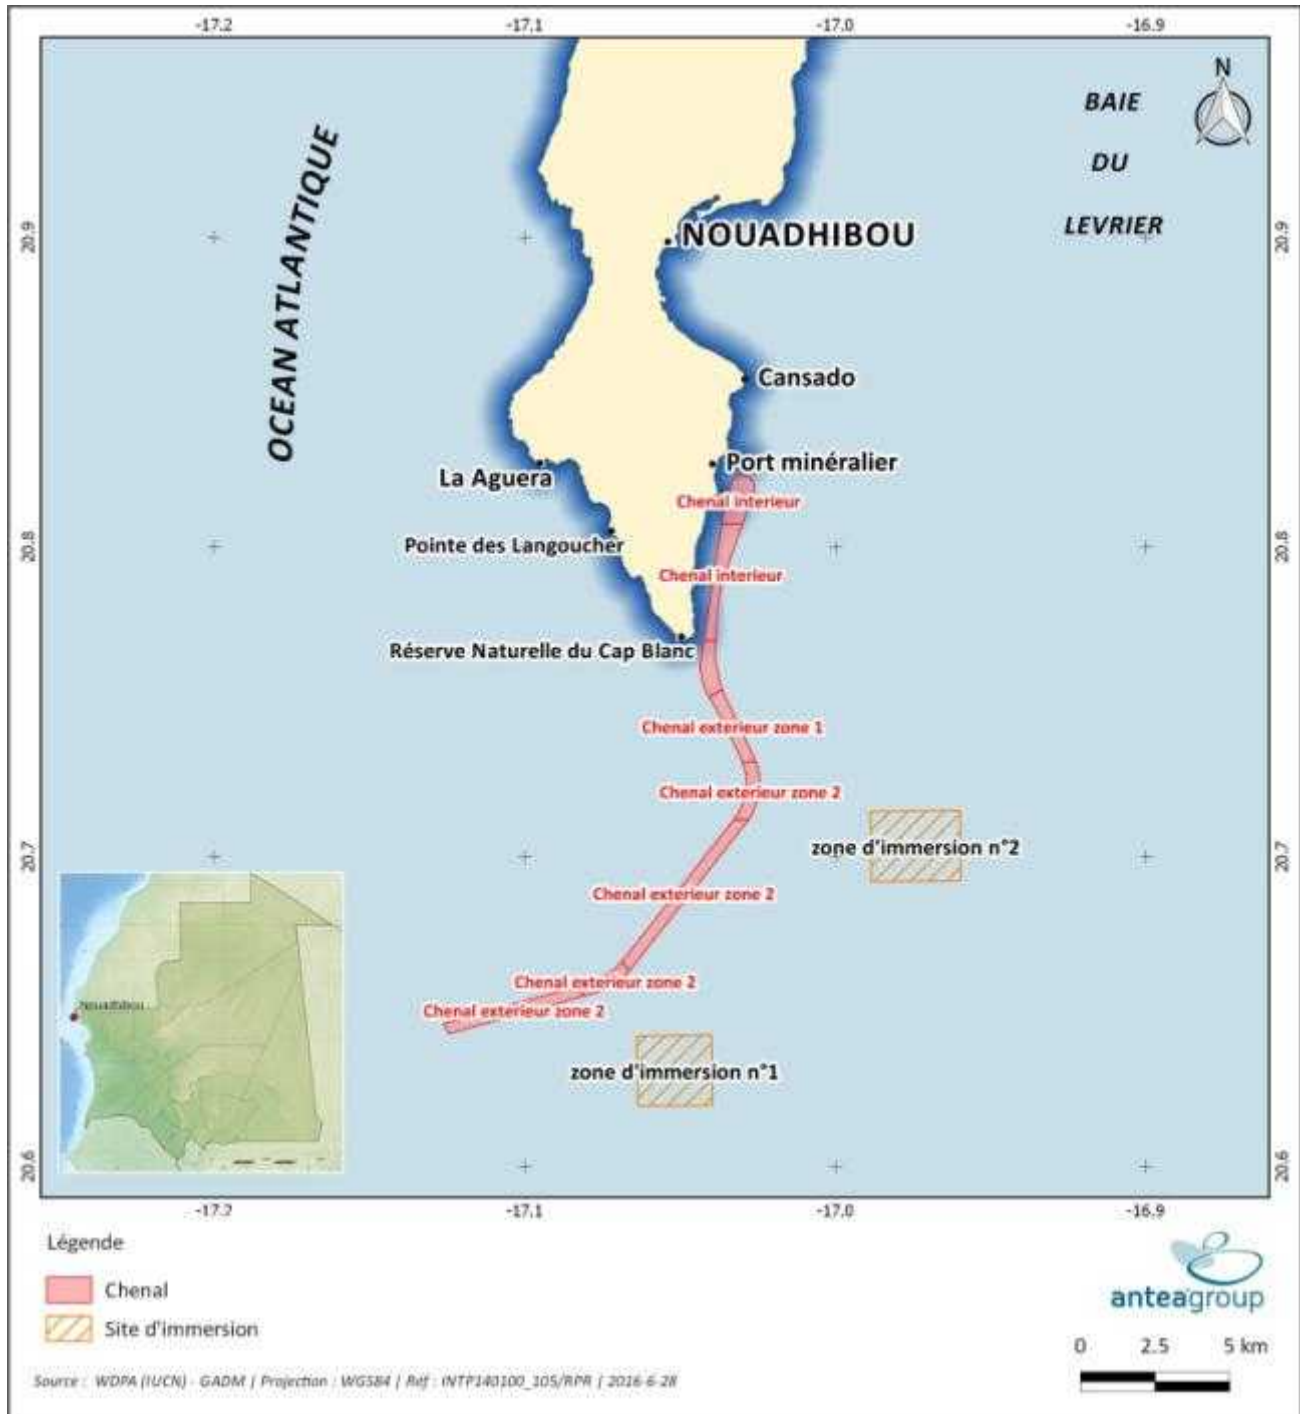 -17.2 -17.1 -17.0 -16.9
N
BAIE
DU
LEVRIER
OCEAN ATLANTIQUE
20.9 20.9
NOUADHIBOU
Cansado
Port minéralier
La Aguera
Chenal interieur
20.8 20.8
Pointe des Langoucher
Chenal interieur
Réserve Naturelle du Cap Blanc
Chenal exterieur zone 1
Chenal exterieur zone 2
20.7 20.7
zone d'immersion n°2
Chenal exterieur zone 2
Chenal exterieur zone 2
Chenal exterieur zone 2
Nouadhibou
zone d'immersion n°1
20.6 20.6
-17.2 -17.1 -17.0 -16.9
Légende
Chenal
Site d'immersion
anteagroup
0 2.5 5 km
Source : WDPA (IUCN) - GADM | Projection : WGS84 | Ref : INTP140100_105/RPR | 2016-6-28